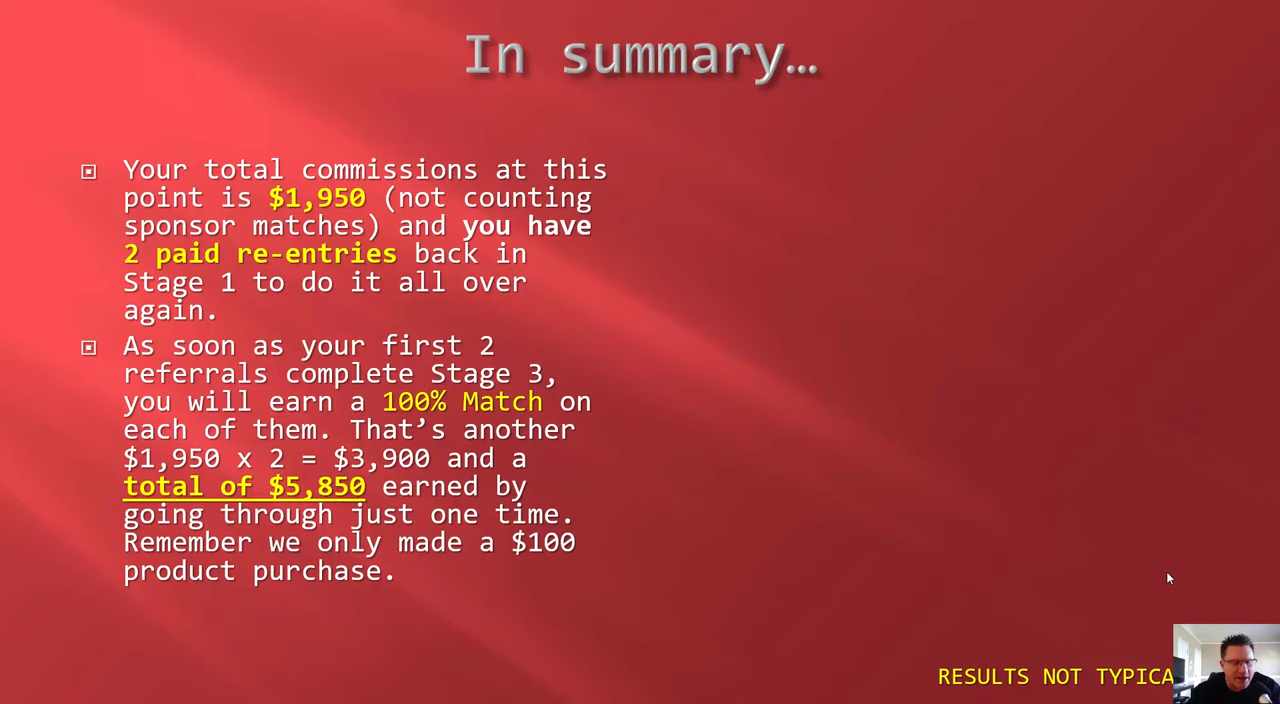 In summary…
Your total commissions at this
point is $1,950 (not counting
sponsor matches) and you have
2 paid re-entries back in
Stage 1 to do it all over
again.
As soon as your first 2
referrals complete Stage 3,
you will earn a 100% Match on
each of them. That’s another
$1,950 x 2 = $3,900 and a
total of $5,850 earned by
going through just one time.
Remember we only made a $100
product purchase.
RESULTS NOT TYPICA